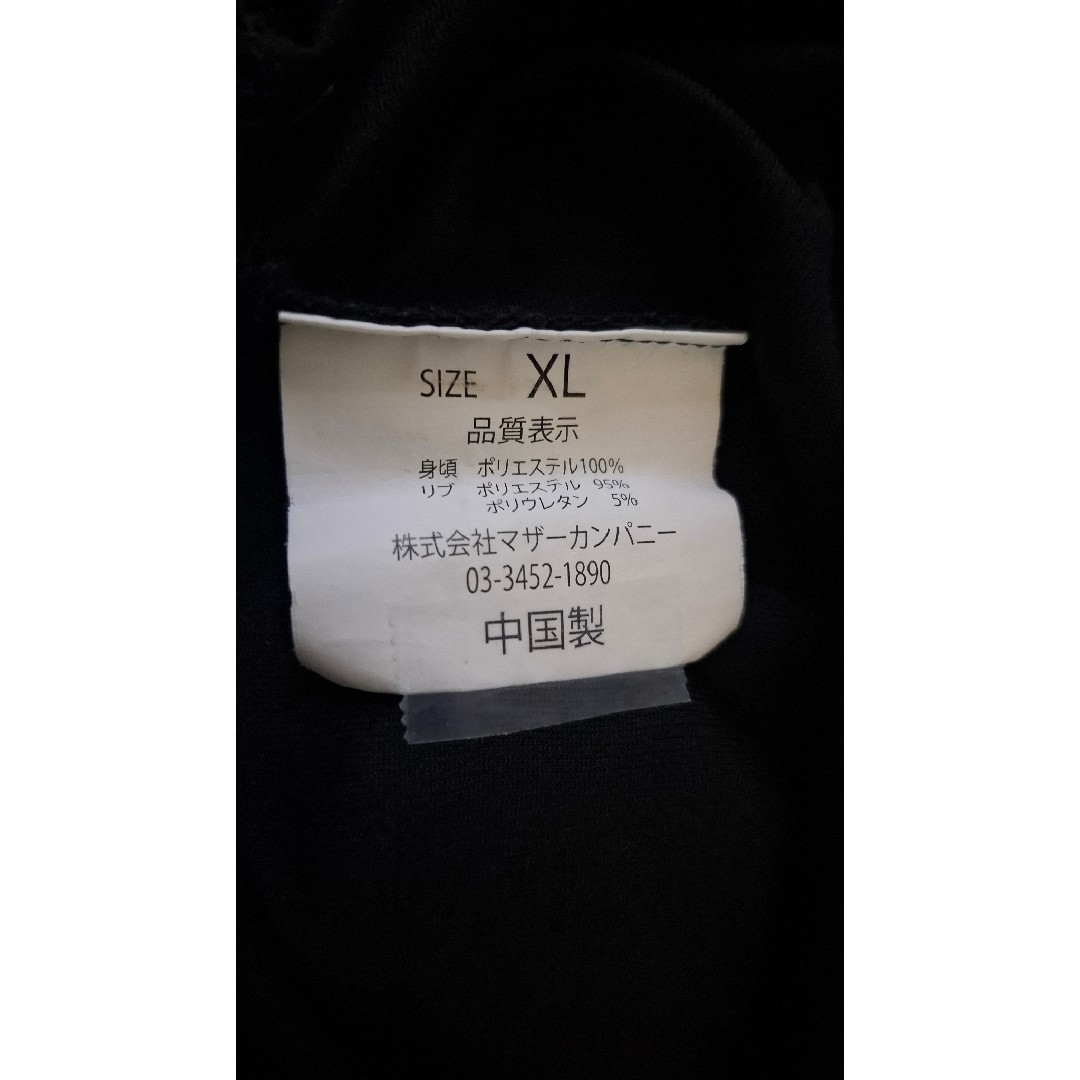 SIZE XL
品質表示
身頃 ポリエステル100%
リブ ポリエステル 95%
ポリウレタン 5%
株式会社マザーカンパニー
03-3452-1890
中国製